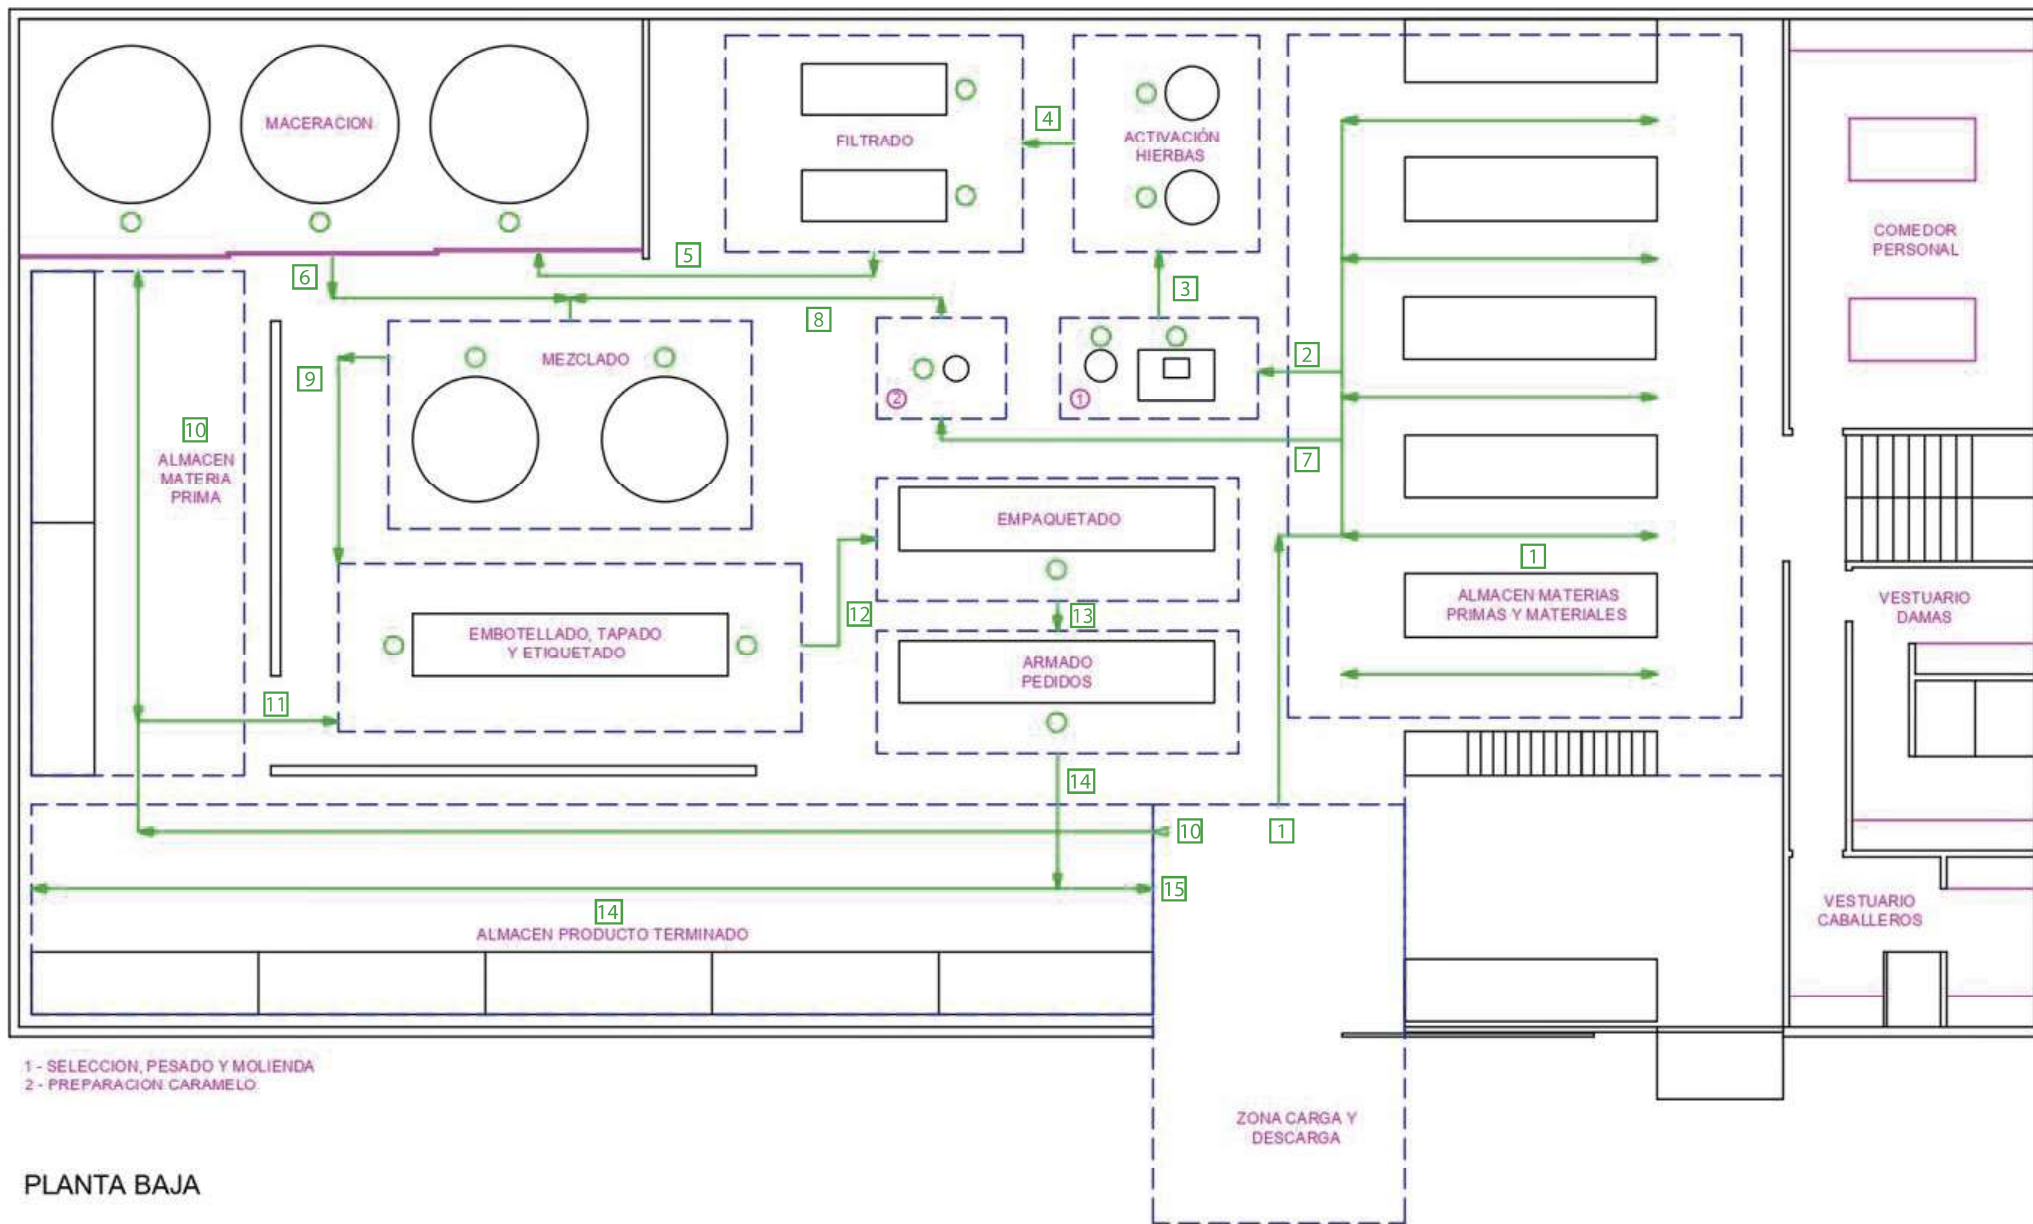 MACERACION
FILTRADO
4
ACTIVACIÓN
HIERBAS
5
6
3
8
COMEDOR
PERSONAL
MEZCLADO
9
2
2
1
10
ALMACEN
MATERIA
PRIMA
7
EMPAQUETADO
1
ALMACEN MATERIAS
PRIMAS Y MATERIALES
VESTUARIO
DAMAS
12
13
EMBOTELLADO, TAPADO
Y ETIQUETADO
ARMADO
PEDIDOS
11
14
10
1
15
14
ALMACEN PRODUCTO TERMINADO
VESTUARIO
CABALLEROS
1 - SELECCION, PESADO Y MOLIENDA
2 - PREPARACION CARAMELO
ZONA CARGA Y
DESCARGA
PLANTA BAJA